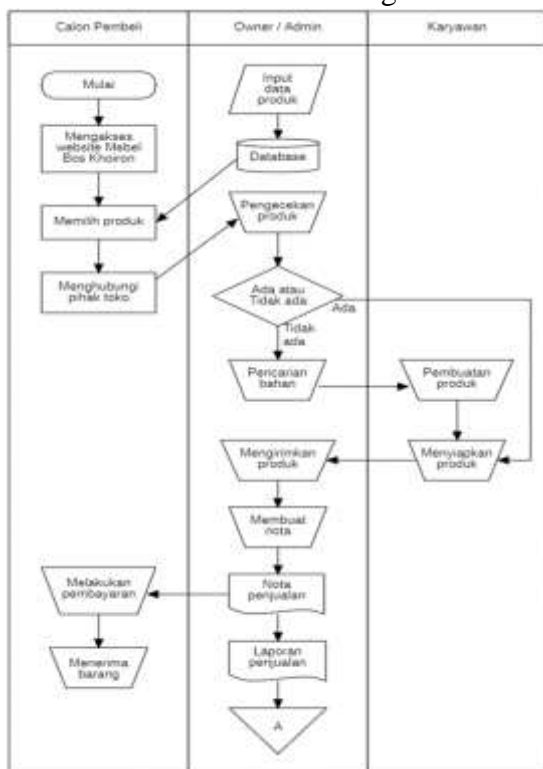 Calon Pembeli
Owner / Admin
Karyawan
Mulai
Mengakses
website Mebel
Bos Khoiron
Memilih produk
Menghubungi
pihak toko
Input
data
produk
Database
Pengecekan
produk
Ada atau
Tidak ada
Ada
Tidak
ada
Pencarian
bahan
Pembuatan
produk
Menyiapkan
produk
Mengirimkan
produk
Membuat
nota
Nota
penjualan
Melakukan
pembayaran
Menerima
barang
Laporan
penjualan
A